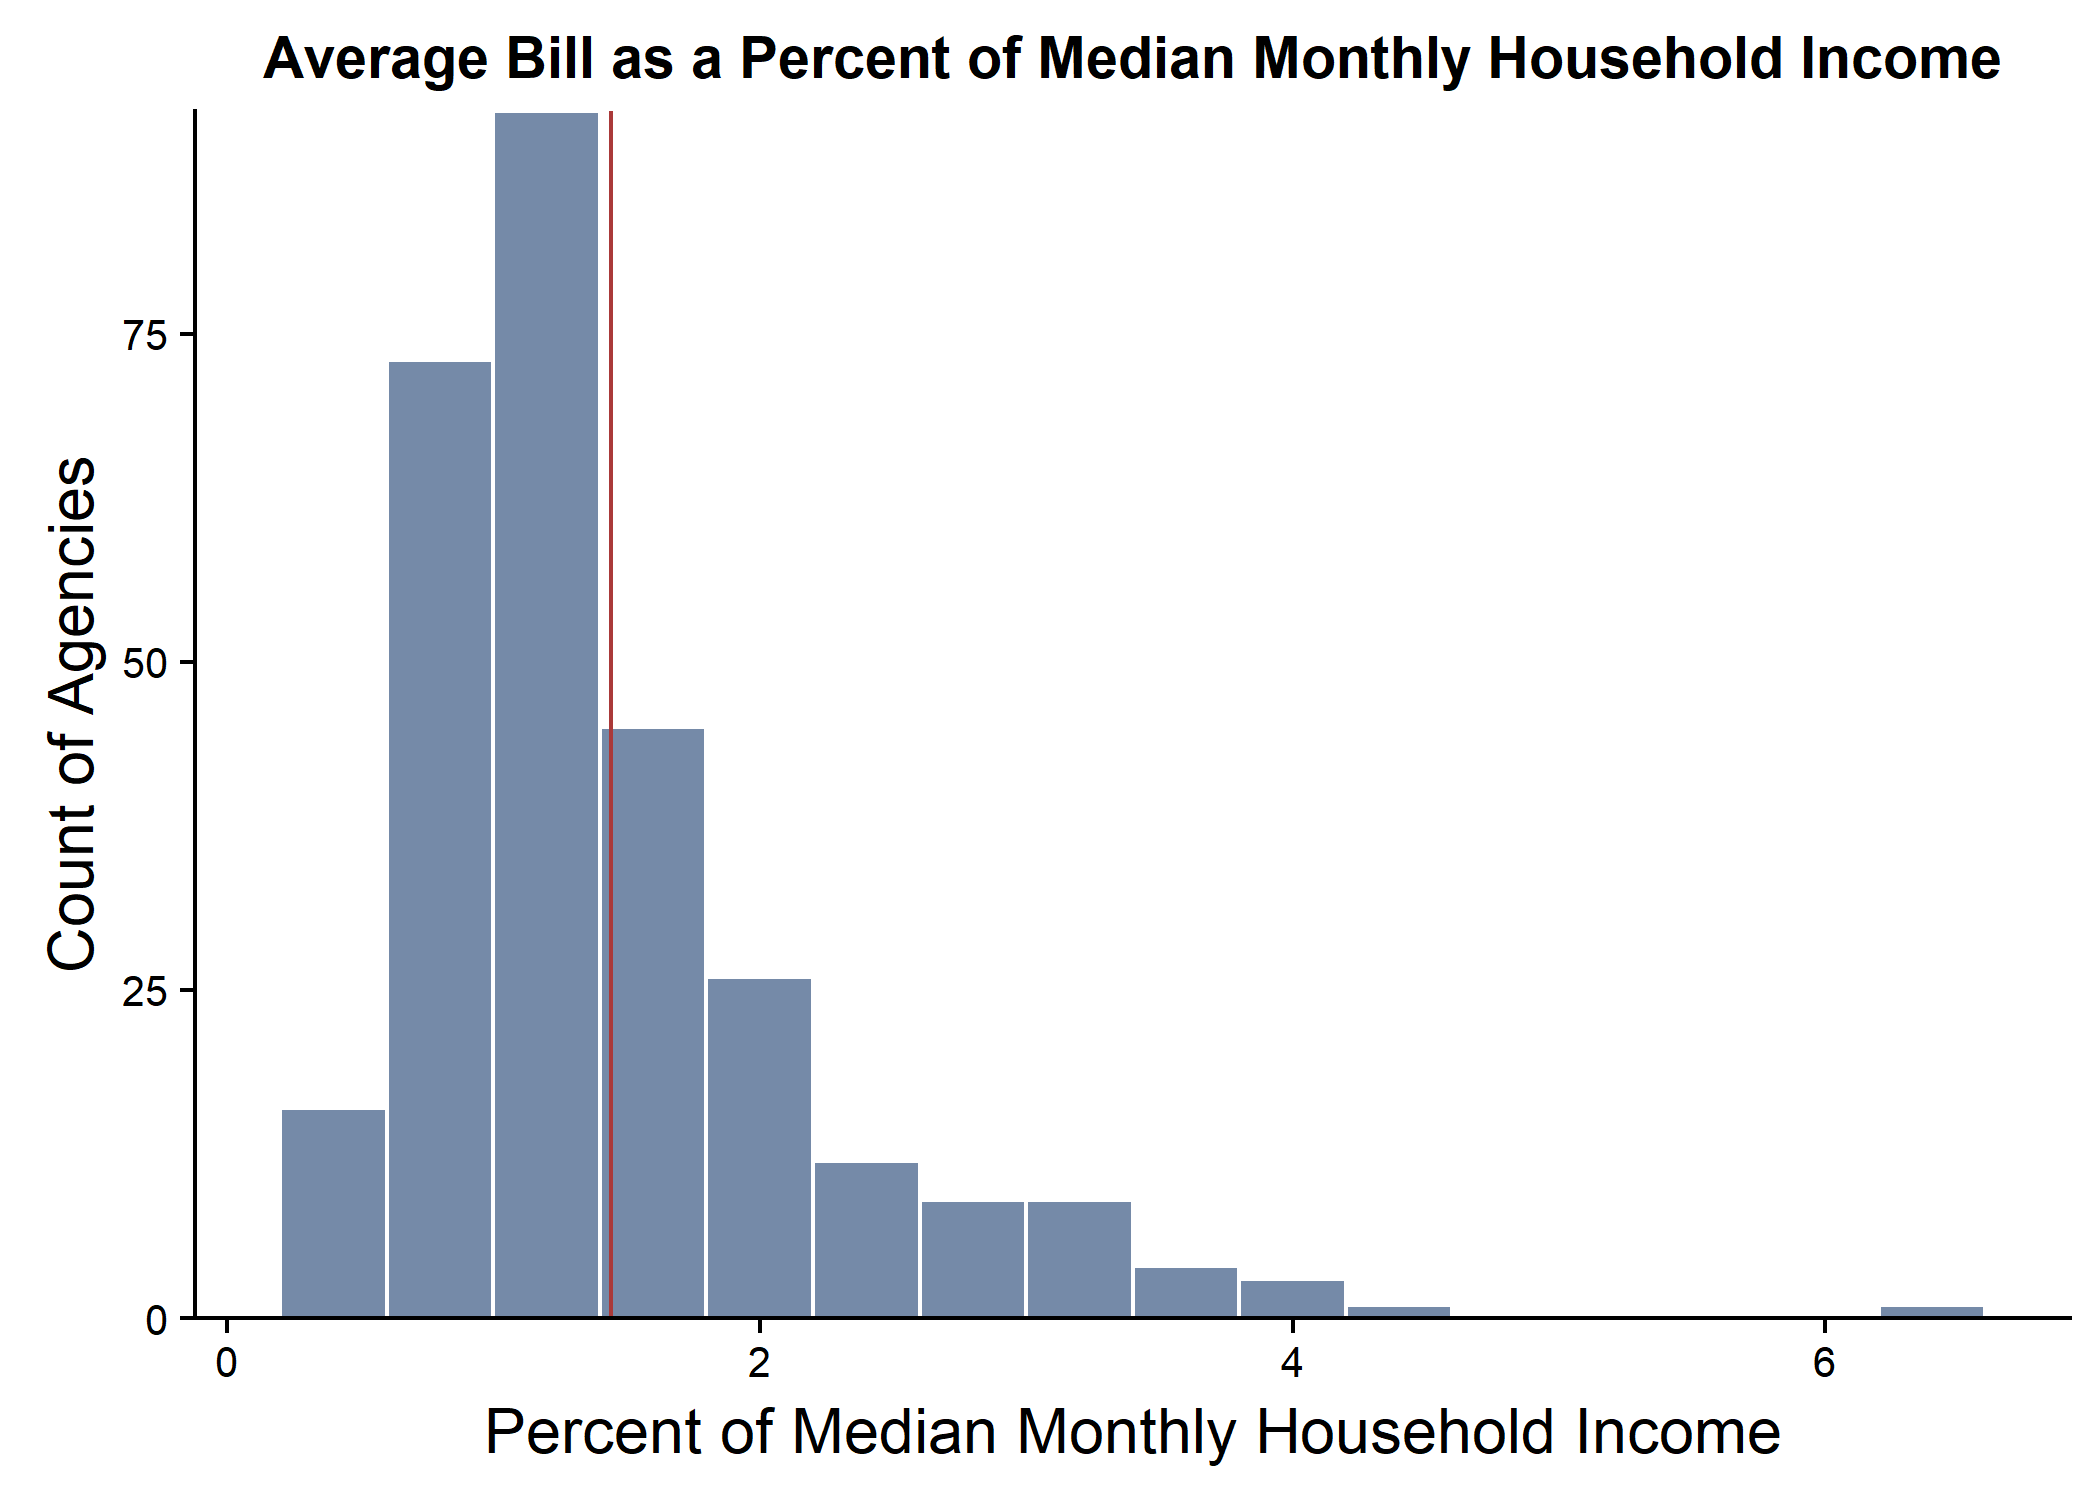 Average Bill as a Percent of Median Monthly Household Income
Count of Agencies
75
50
25
0
0 2 4 6
Percent of Median Monthly Household Income